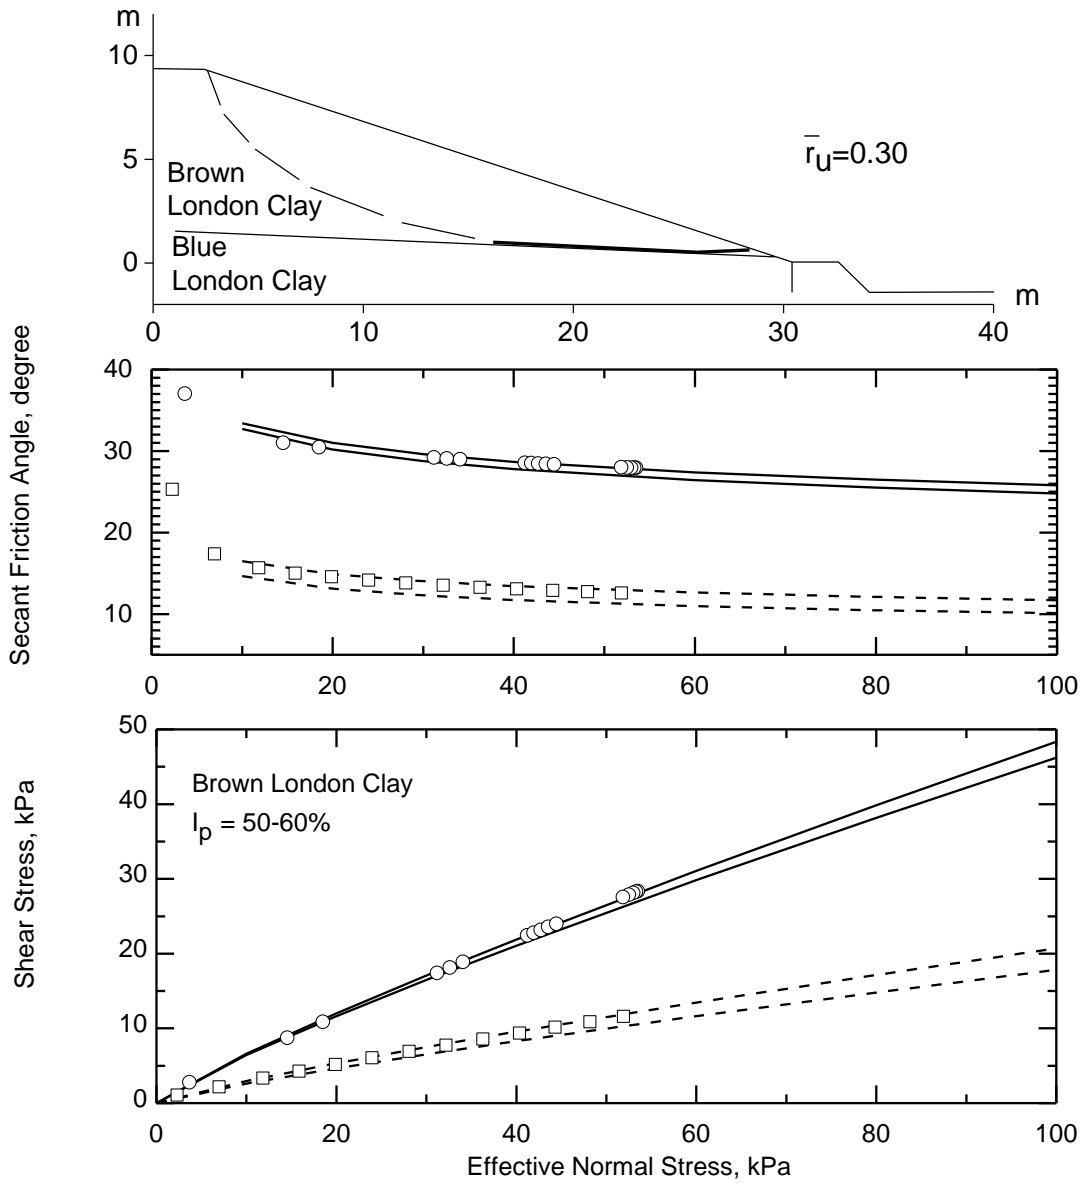 m
10
5
0
Brown
London Clay
Blue
London Clay
r̅u=0.30
m
0 10 20 30 40
Secant Friction Angle, degree
40
30
20
10
0 20 40 60 80 100
Shear Stress, kPa
50
40
30
20
10
0
Brown London Clay
Ip = 50-60%
0 20 40 60 80 100
Effective Normal Stress, kPa